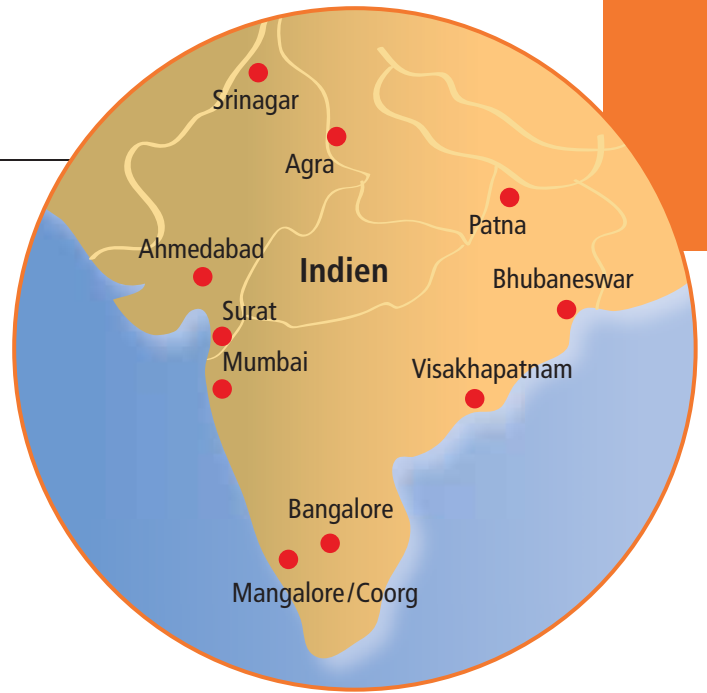 Srinagar
Agra
Patna
Ahmedabad
Indien
Bhubaneswar
Surat
Mumbai
Visakhapatnam
Bangalore
Mangalore/Coorg